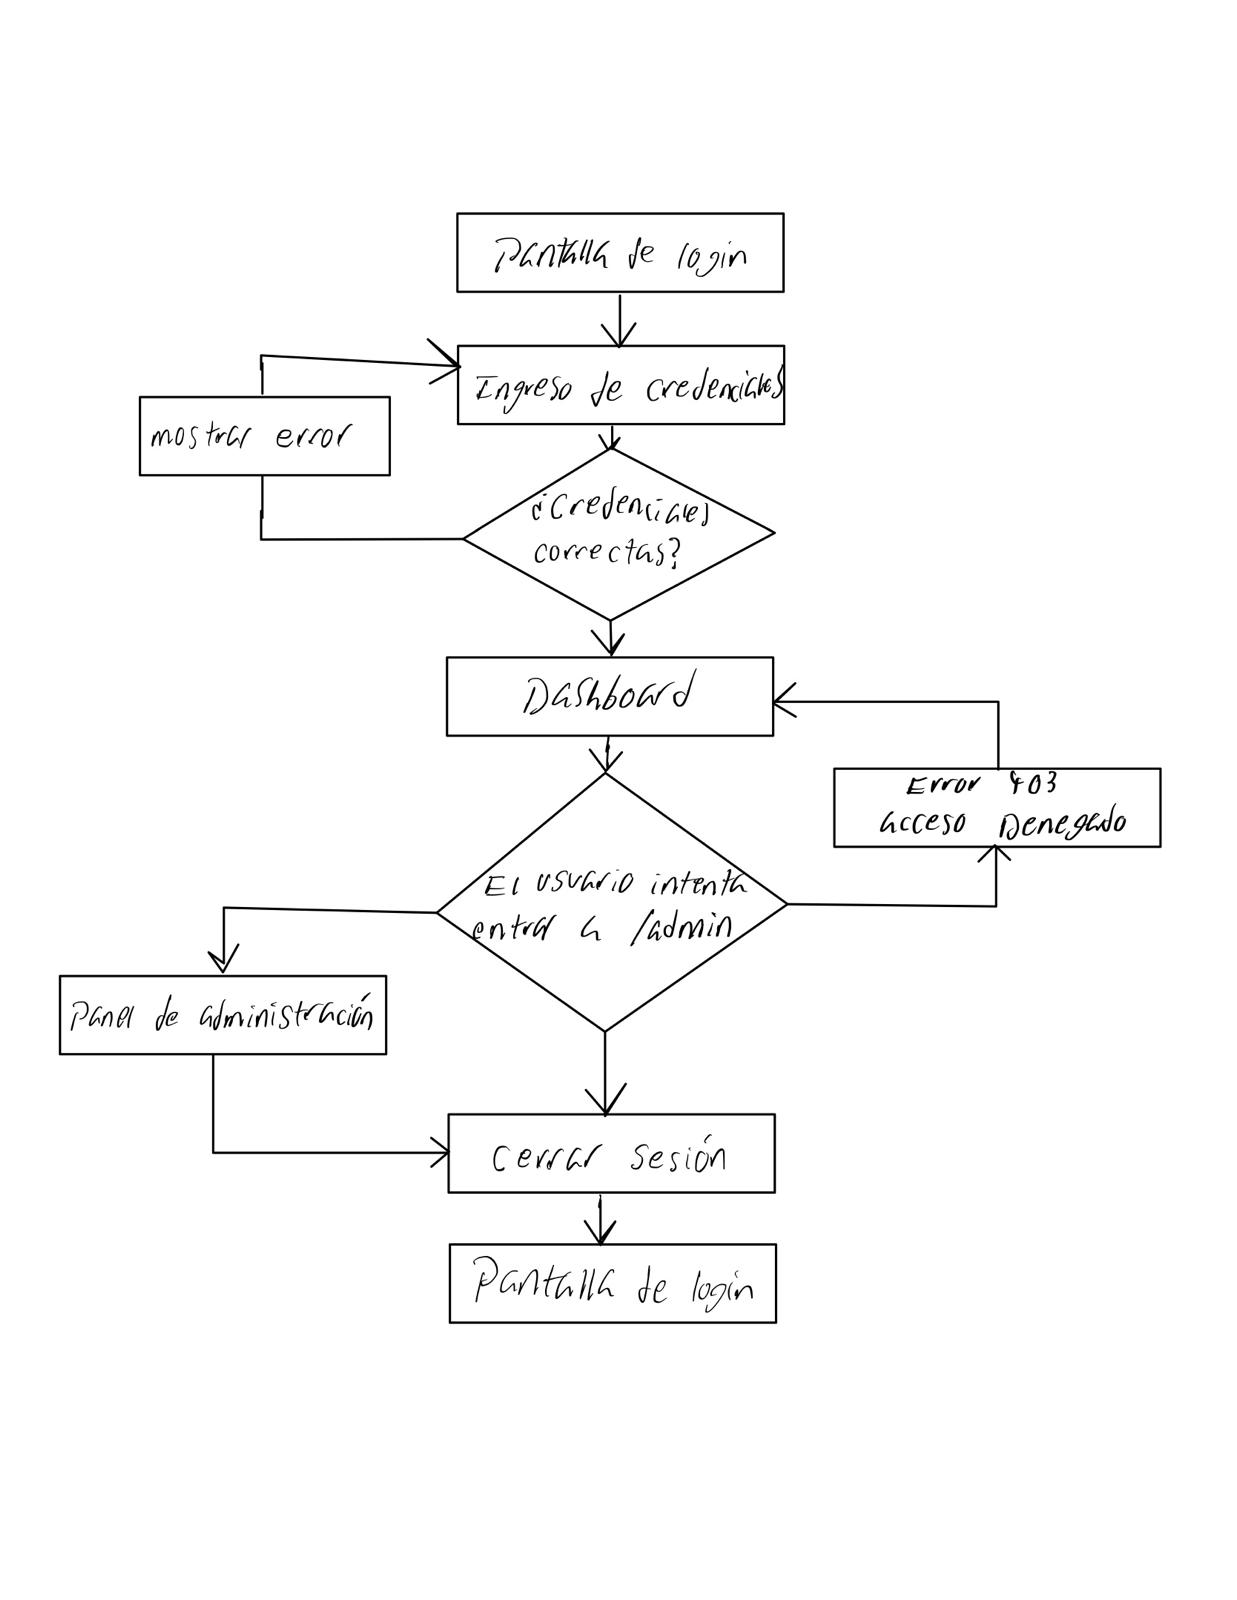 Pantalla de login
Ingreso de credenciales
mostrar error
¿Credenciales
correctas?
Dashboard
Error 403
acceso Denegado
El usuario intenta
entrar a /admin
Panel de administración
cerrar sesión
Pantalla de login